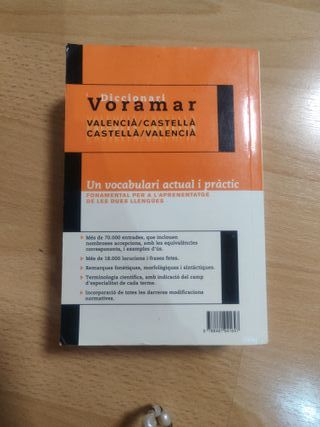 Diccionari
Voramar
VALENCIÀ/CASTELLÀ
CASTELLÀ/VALENCIÀ
Un vocabulari actual i pràctic
FONAMENTAL PER A L'APRENENTATGE
DE LES DUES LLENGÜES
Més de 70.000 entrades, que inclouen
nombroses accepcions, amb les equivalències
corresponents, i exemples d'ús.
Més de 18.000 locucions i frases fetes.
Remarques fonètiques, morfològiques i sintàctiques.
Terminologia científica, amb indicació del camp
d'especialitat de cada terme.
Incorporació de totes les darreres modificacions
normatives.